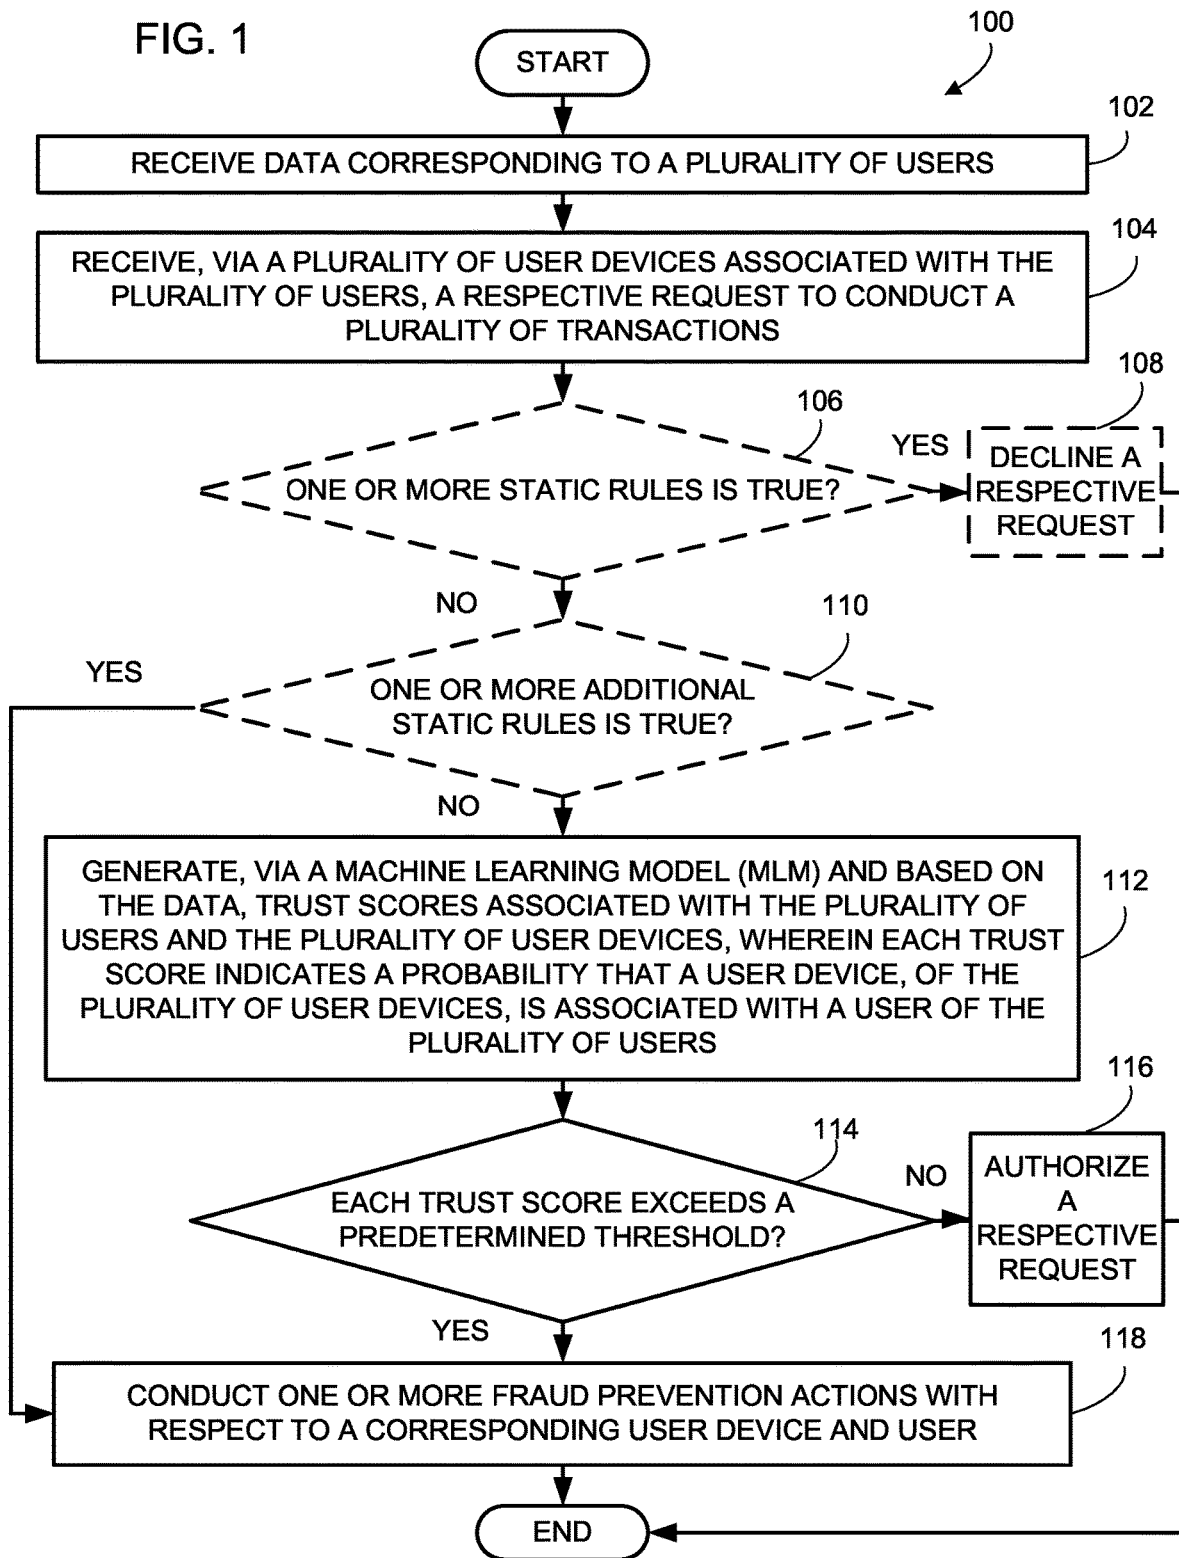 FIG. 1
START
100
102
RECEIVE DATA CORRESPONDING TO A PLURALITY OF USERS
104
RECEIVE, VIA A PLURALITY OF USER DEVICES ASSOCIATED WITH THE
PLURALITY OF USERS, A RESPECTIVE REQUEST TO CONDUCT A
PLURALITY OF TRANSACTIONS
106
ONE OR MORE STATIC RULES IS TRUE?
YES
108
DECLINE A
RESPECTIVE
REQUEST
NO
110
YES
ONE OR MORE ADDITIONAL
STATIC RULES IS TRUE?
NO
GENERATE, VIA A MACHINE LEARNING MODEL (MLM) AND BASED ON
THE DATA, TRUST SCORES ASSOCIATED WITH THE PLURALITY OF
USERS AND THE PLURALITY OF USER DEVICES, WHEREIN EACH TRUST
SCORE INDICATES A PROBABILITY THAT A USER DEVICE, OF THE
PLURALITY OF USER DEVICES, IS ASSOCIATED WITH A USER OF THE
PLURALITY OF USERS
112
114
EACH TRUST SCORE EXCEEDS A
PREDETERMINED THRESHOLD?
NO
116
AUTHORIZE
A
RESPECTIVE
REQUEST
YES
118
CONDUCT ONE OR MORE FRAUD PREVENTION ACTIONS WITH
RESPECT TO A CORRESPONDING USER DEVICE AND USER
END